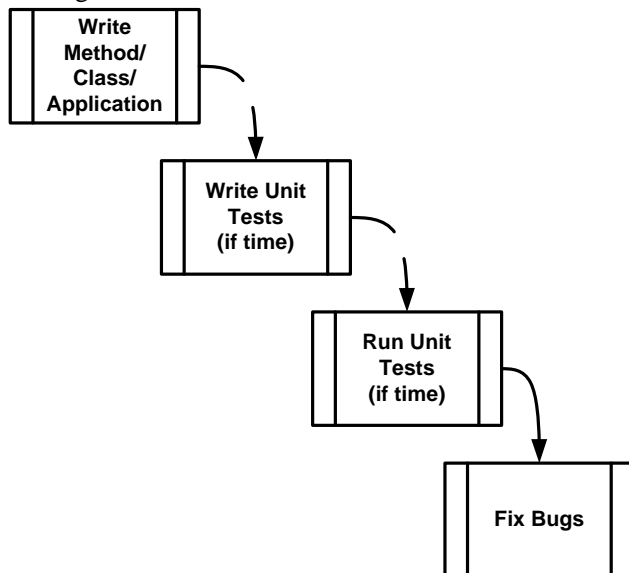 Write
Method/
Class/
Application
Write Unit
Tests
(if time)
Run Unit
Tests
(if time)
Fix Bugs